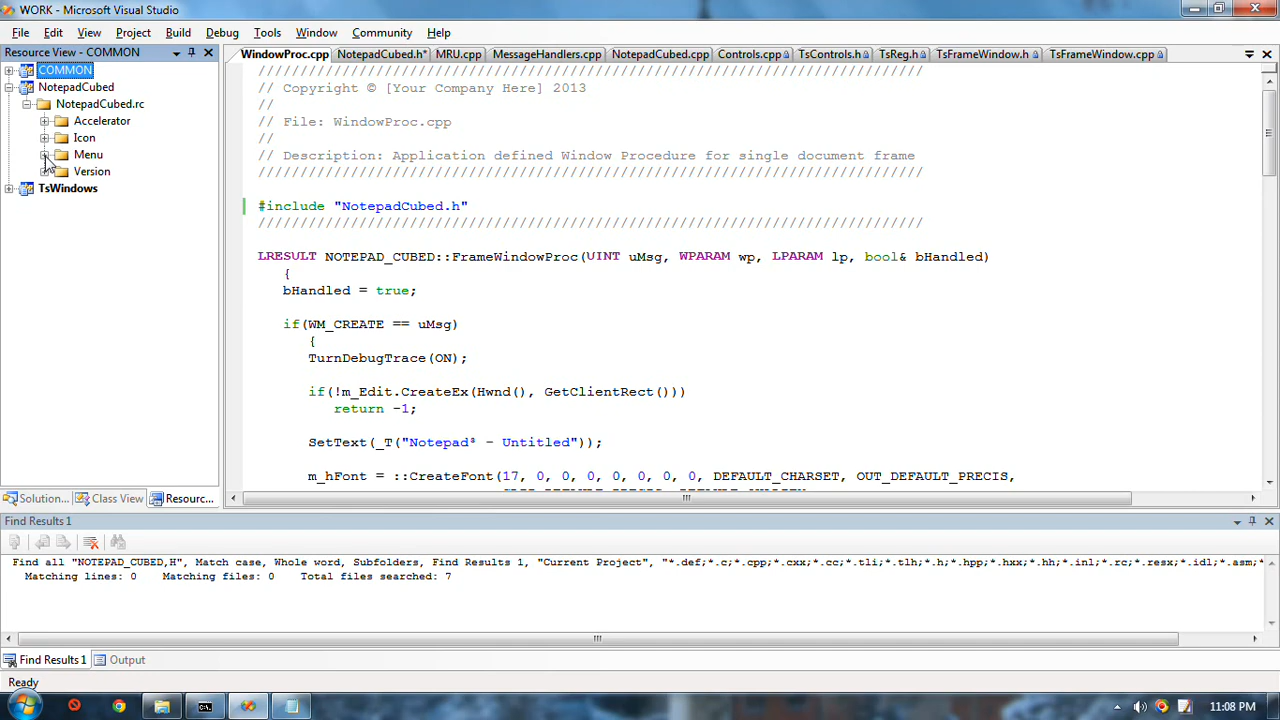 WORK - Microsoft Visual Studio
File Edit View Project Build Debug Tools Window Community Help
Resource View - COMMON
WindowProc.cpp NotepadCubed.h* MRU.cpp MessageHandlers.cpp NotepadCubed.cpp Controls.cpp TsControls.h TsReg.h TsFrameWindow.h TsFrameWindow.cpp
COMMON
NotepadCubed
NotepadCubed.rc
Accelerator
Icon
Menu
Version
TsWindows
////////////////////////////////////////////////////////////////////////////////
// Copyright © [Your Company Here] 2013
//
// File: WindowProc.cpp
//
// Description: Application defined Window Procedure for single document frame
////////////////////////////////////////////////////////////////////////////////
#include "NotepadCubed.h"
////////////////////////////////////////////////////////////////////////////////
LRESULT NOTEPAD_CUBED::FrameWindowProc(UINT uMsg, WPARAM wp, LPARAM lp, bool& bHandled)
{
bHandled = true;
if(WM_CREATE == uMsg)
{
TurnDebugTrace(ON);
if(!m_Edit.CreateEx(Hwnd(), GetClientRect()))
return -1;
SetText(_T("Notepad³ - Untitled"));
m_hFont = ::CreateFont(17, 0, 0, 0, 0, 0, 0, 0, DEFAULT_CHARSET, OUT_DEFAULT_PRECIS,
Solution... Class View Resourc...
Find Results 1
Find all "NOTEPAD_CUBED,H", Match case, Whole word, Subfolders, Find Results 1, "Current Project", "*.def;*.c;*.cpp;*.cxx;*.cc;*.tli;*.tlh;*.h;*.hpp;*.hxx;*.hh;*.inl;*.rc;*.resx;*.idl;*.asm;*
Matching lines: 0 Matching files: 0 Total files searched: 7
Find Results 1 Output
Ready
11:08 PM